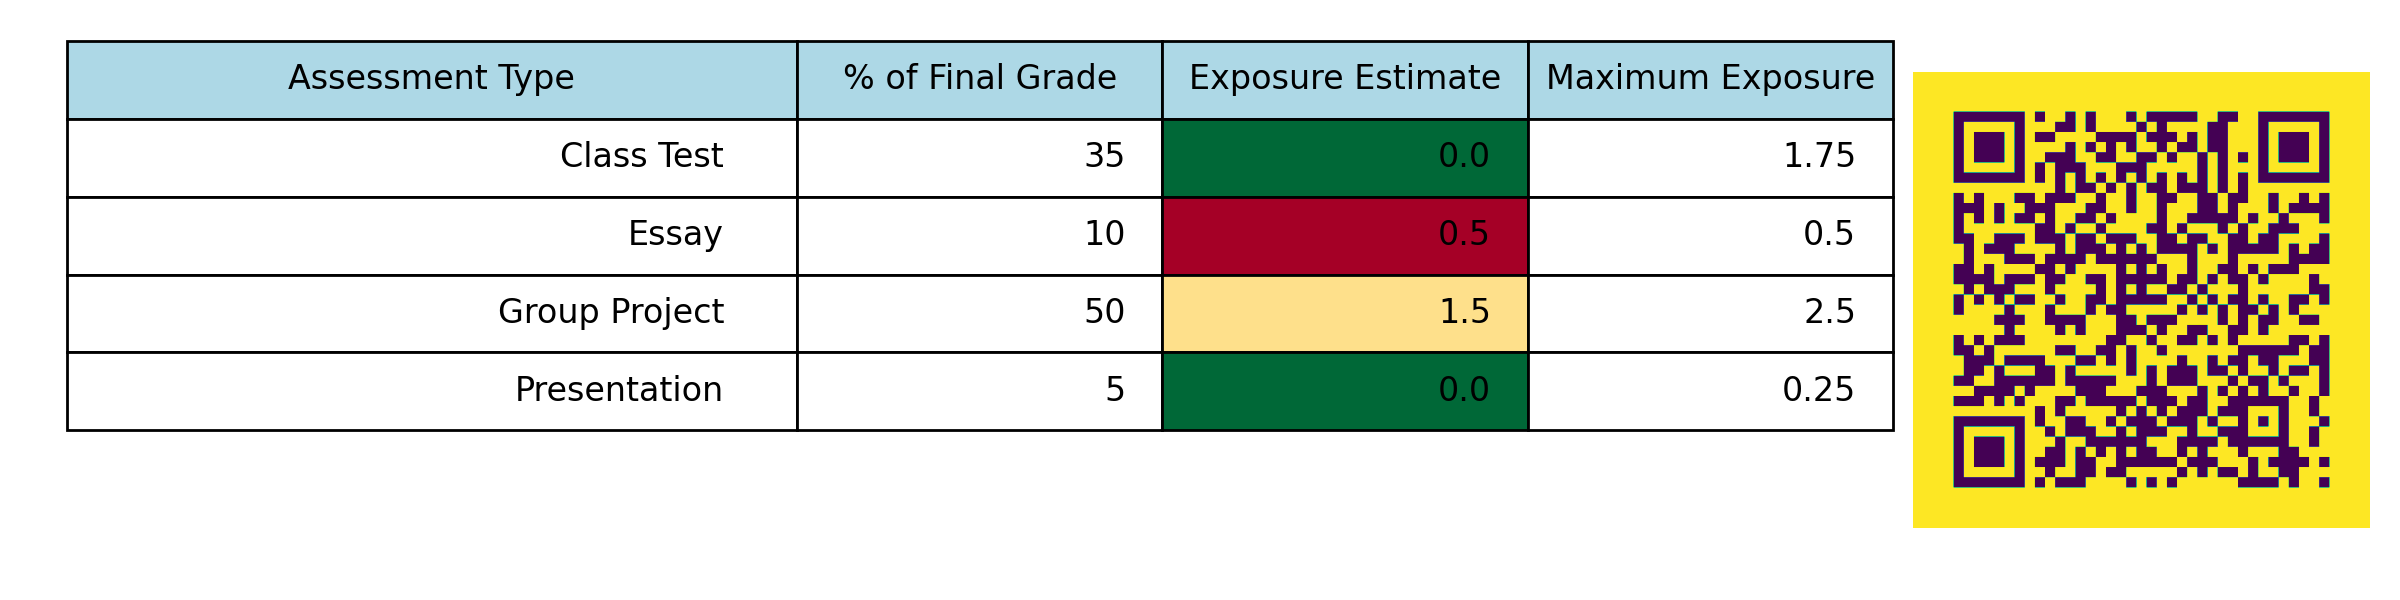 Assessment Type % of Final Grade Exposure Estimate Maximum Exposure
Class Test 35 0.0 1.75
Essay 10 0.5 0.5
Group Project 50 1.5 2.5
Presentation 5 0.0 0.25